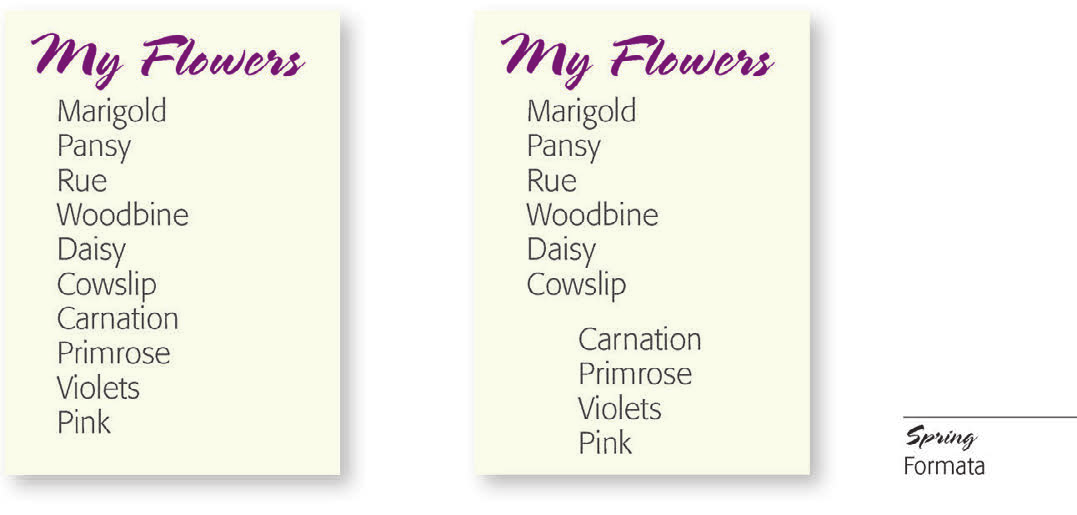 My Flowers
Marigold
Pansy
Rue
Woodbine
Daisy
Cowslip
Carnation
Primrose
Violets
Pink
My Flowers
Marigold
Pansy
Rue
Woodbine
Daisy
Cowslip
Carnation
Primrose
Violets
Pink
Spring
Formata